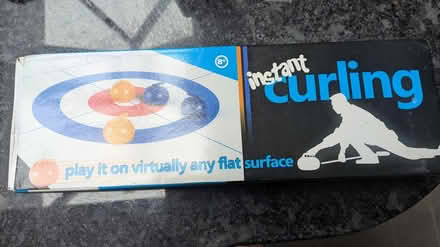 8+
instant
curling
play it on virtually any flat surface